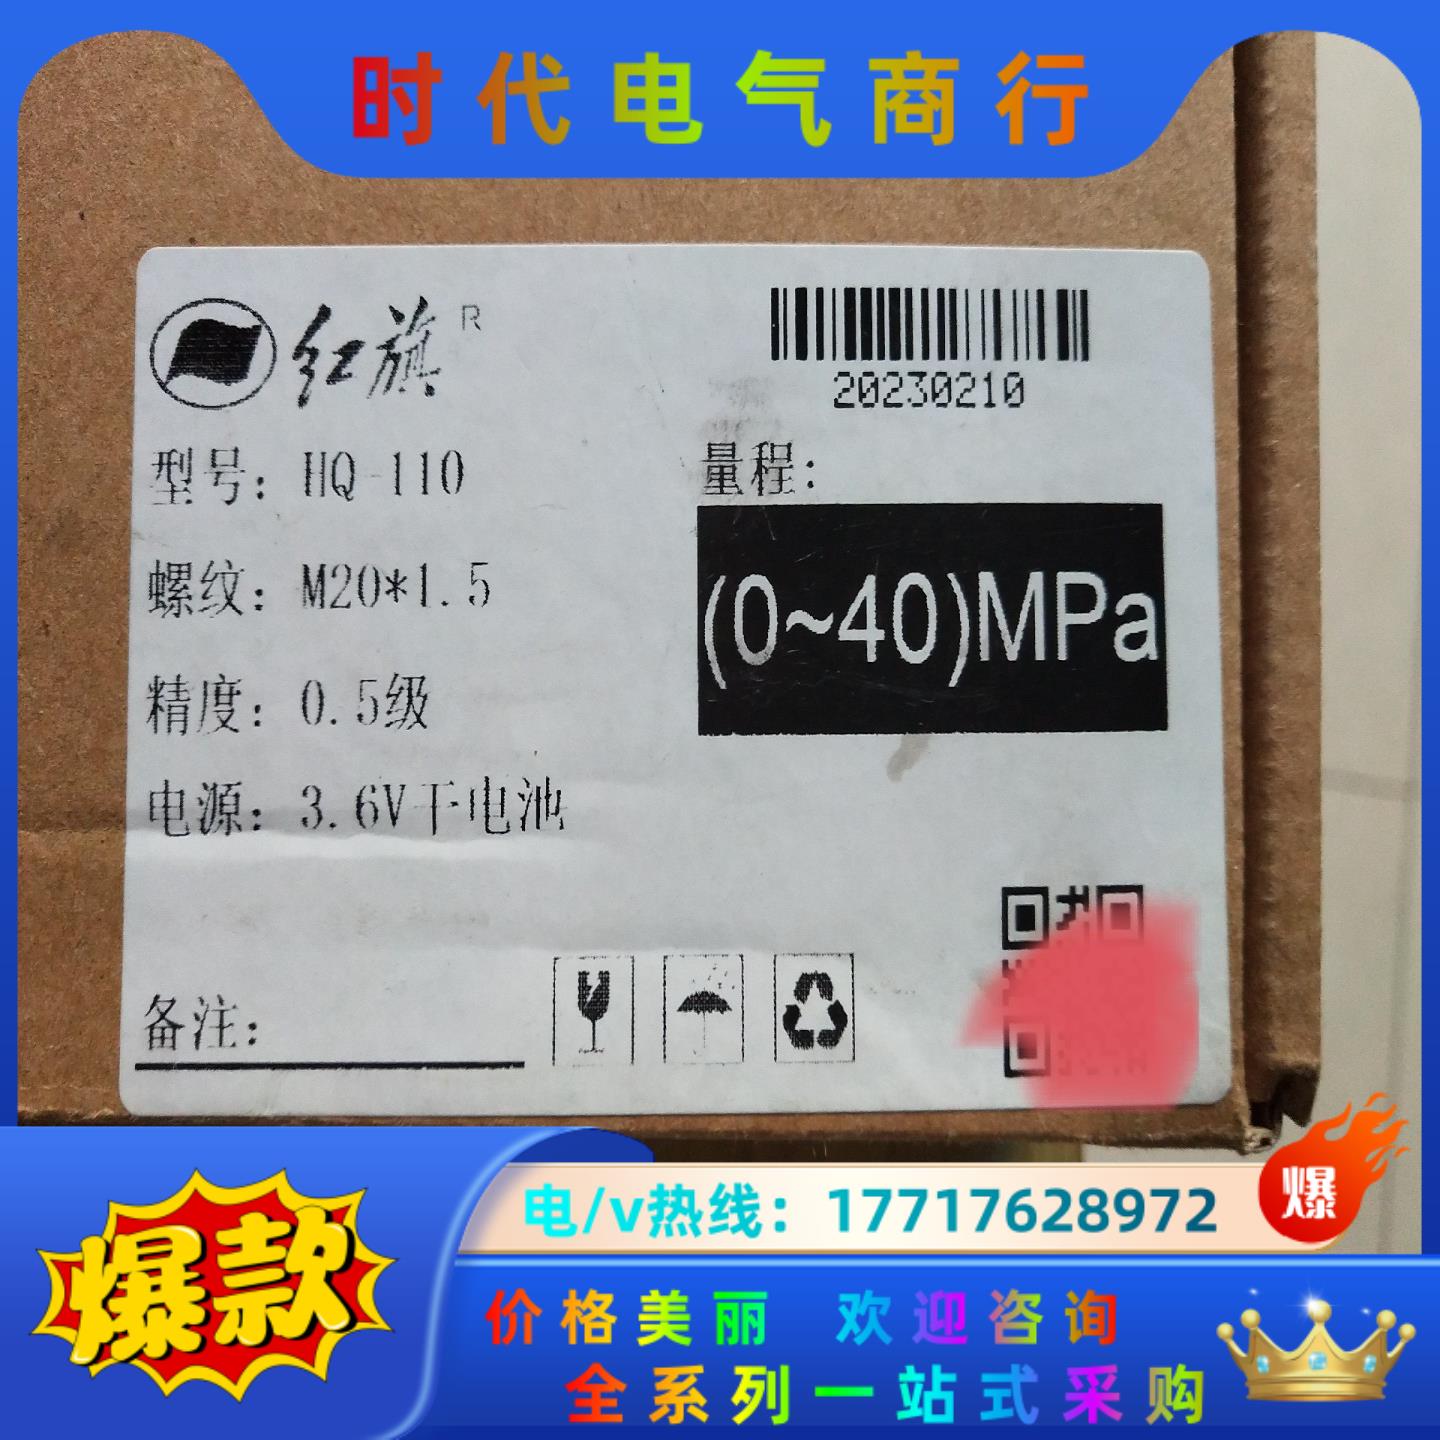 时代电气商行
红旗 R
20230210
型号: HQ-110
量程:
(0~40)MPa
螺纹: M20*1.5
精度: 0.5级
电源: 3.6V干电池
备注:
爆
爆款
电/v热线：17717628972
价格美丽 欢迎咨询
全系列一站式采购